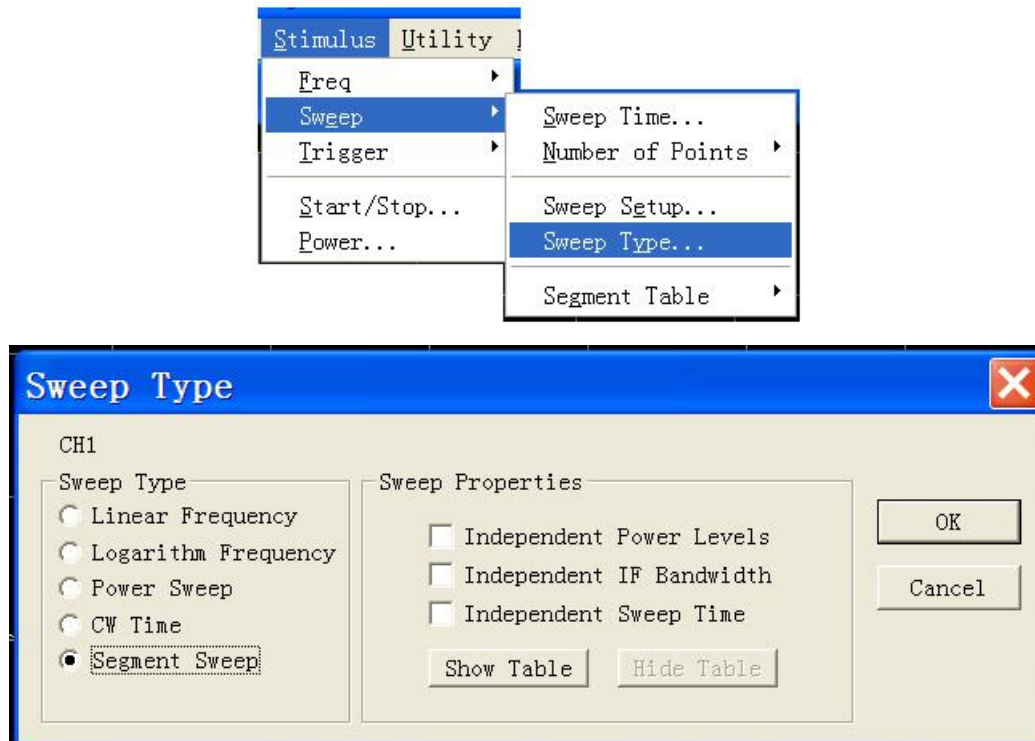 Stimulus Utility
Freq
Sweep
Trigger
Start/Stop...
Power...
Sweep Time...
Number of Points
Sweep Setup...
Sweep Type...
Segment Table
Sweep Type
CH1
Sweep Type
Linear Frequency
Logarithm Frequency
Power Sweep
CW Time
Segment Sweep
Sweep Properties
Independent Power Levels
Independent IF Bandwidth
Independent Sweep Time
Show Table
Hide Table
OK
Cancel